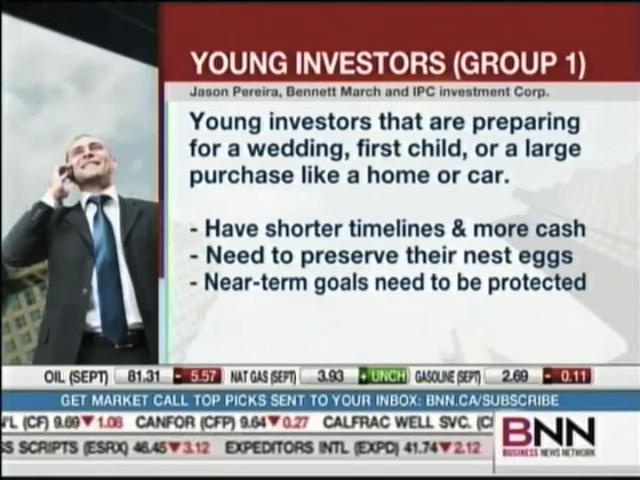 YOUNG INVESTORS (GROUP 1)
Jason Pereira, Bennett March and IPC investment Corp.
Young investors that are preparing
for a wedding, first child, or a large
purchase like a home or car.
- Have shorter timelines & more cash
- Need to preserve their nest eggs
- Near-term goals need to be protected
OIL (SEPT) 81.31 - 5.57 NAT GAS (SEPT) 3.93 + UNCH GASOLINE (SEPT) 2.69 - 0.11
GET MARKET CALL TOP PICKS SENT TO YOUR INBOX: BNN.CA/SUBSCRIBE
N'L (CF) 9.69▼1.08 CANFOR (CFP) 9.64▼0.27 CALFRAC WELL SVC. (C
SS SCRIPTS (ESRX) 46.45▼3.12 EXPEDITORS INTL (EXPD) 41.74▼2.12
BNN
BUSINESS NEWS NETWORK